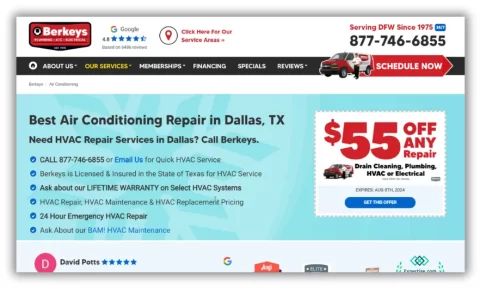 Berkeys
PLUMBING • A/C • ELECTRICAL
Google
4.8
Based on 6486 reviews
Click Here For Our
Service Areas »
Serving DFW Since 1975 24/7
877-746-6855
ABOUT US
OUR SERVICES
MEMBERSHIPS
FINANCING
SPECIALS
REVIEWS
SCHEDULE NOW
Berkeys Air Conditioning
Best Air Conditioning Repair in Dallas, TX
Need HVAC Repair Services in Dallas? Call Berkeys.
CALL 877-746-6855 or Email Us for Quick HVAC Service
Berkeys is Licensed & Insured in the State of Texas for HVAC Service
Ask about our LIFETIME WARRANTY on Select HVAC Systems
HVAC Repair, HVAC Maintenance & HVAC Replacement Pricing
24 Hour Emergency HVAC Repair
Ask About our BAM! HVAC Maintenance
$55 OFF
ANY
Repair
Drain Cleaning, Plumbing,
HVAC or Electrical
EXPIRES: AUG 8TH, 2024
GET THIS OFFER
D
David Potts
G
Expertise.com